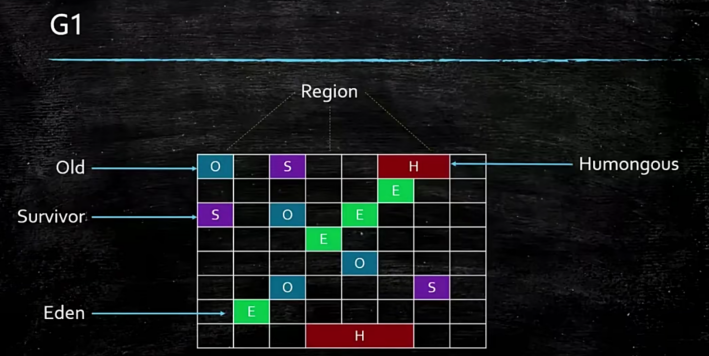 G1
Region
Old O S H Humongous
E
Survivor S O E
E
O
O S
Eden E
H